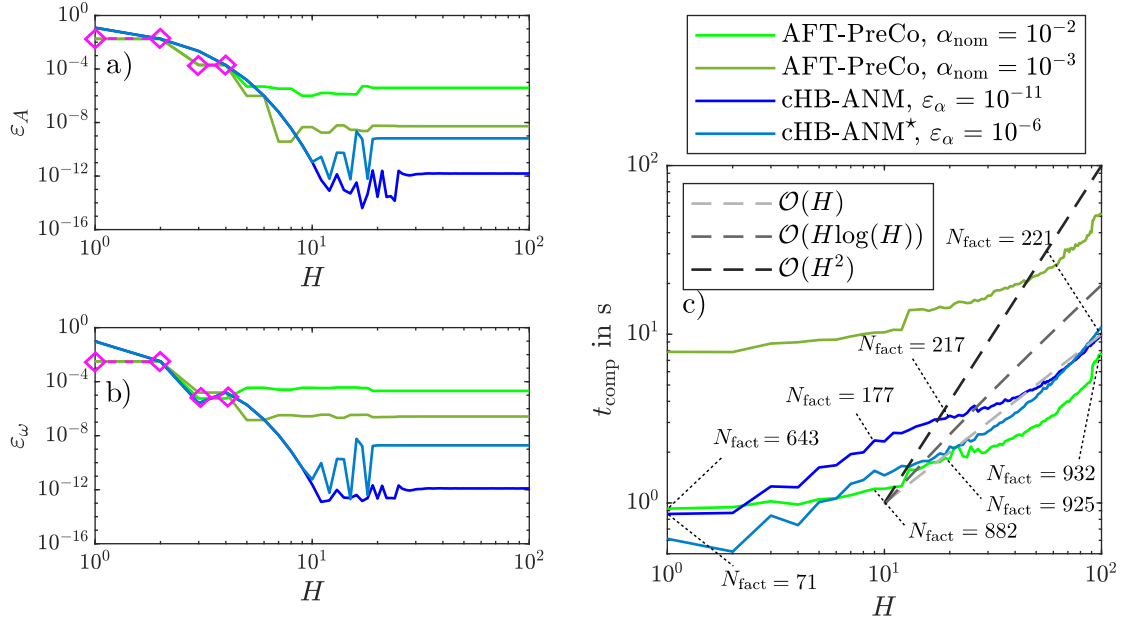 10^0
10^-4
10^-8
10^-12
10^-16
ε_A
a)
10^0
10^1
10^2
H
10^0
10^-4
10^-8
10^-12
10^-16
ε_ω
b)
10^0
10^1
10^2
H
AFT-PreCo, α_nom = 10^-2
AFT-PreCo, α_nom = 10^-3
cHB-ANM, ε_α = 10^-11
cHB-ANM*, ε_α = 10^-6
10^2
10^1
10^0
t_comp in s
O(H)
O(Hlog(H))
O(H^2)
c)
N_fact = 221
N_fact = 217
N_fact = 177
N_fact = 643
N_fact = 932
N_fact = 925
N_fact = 882
N_fact = 71
10^0
10^1
10^2
H